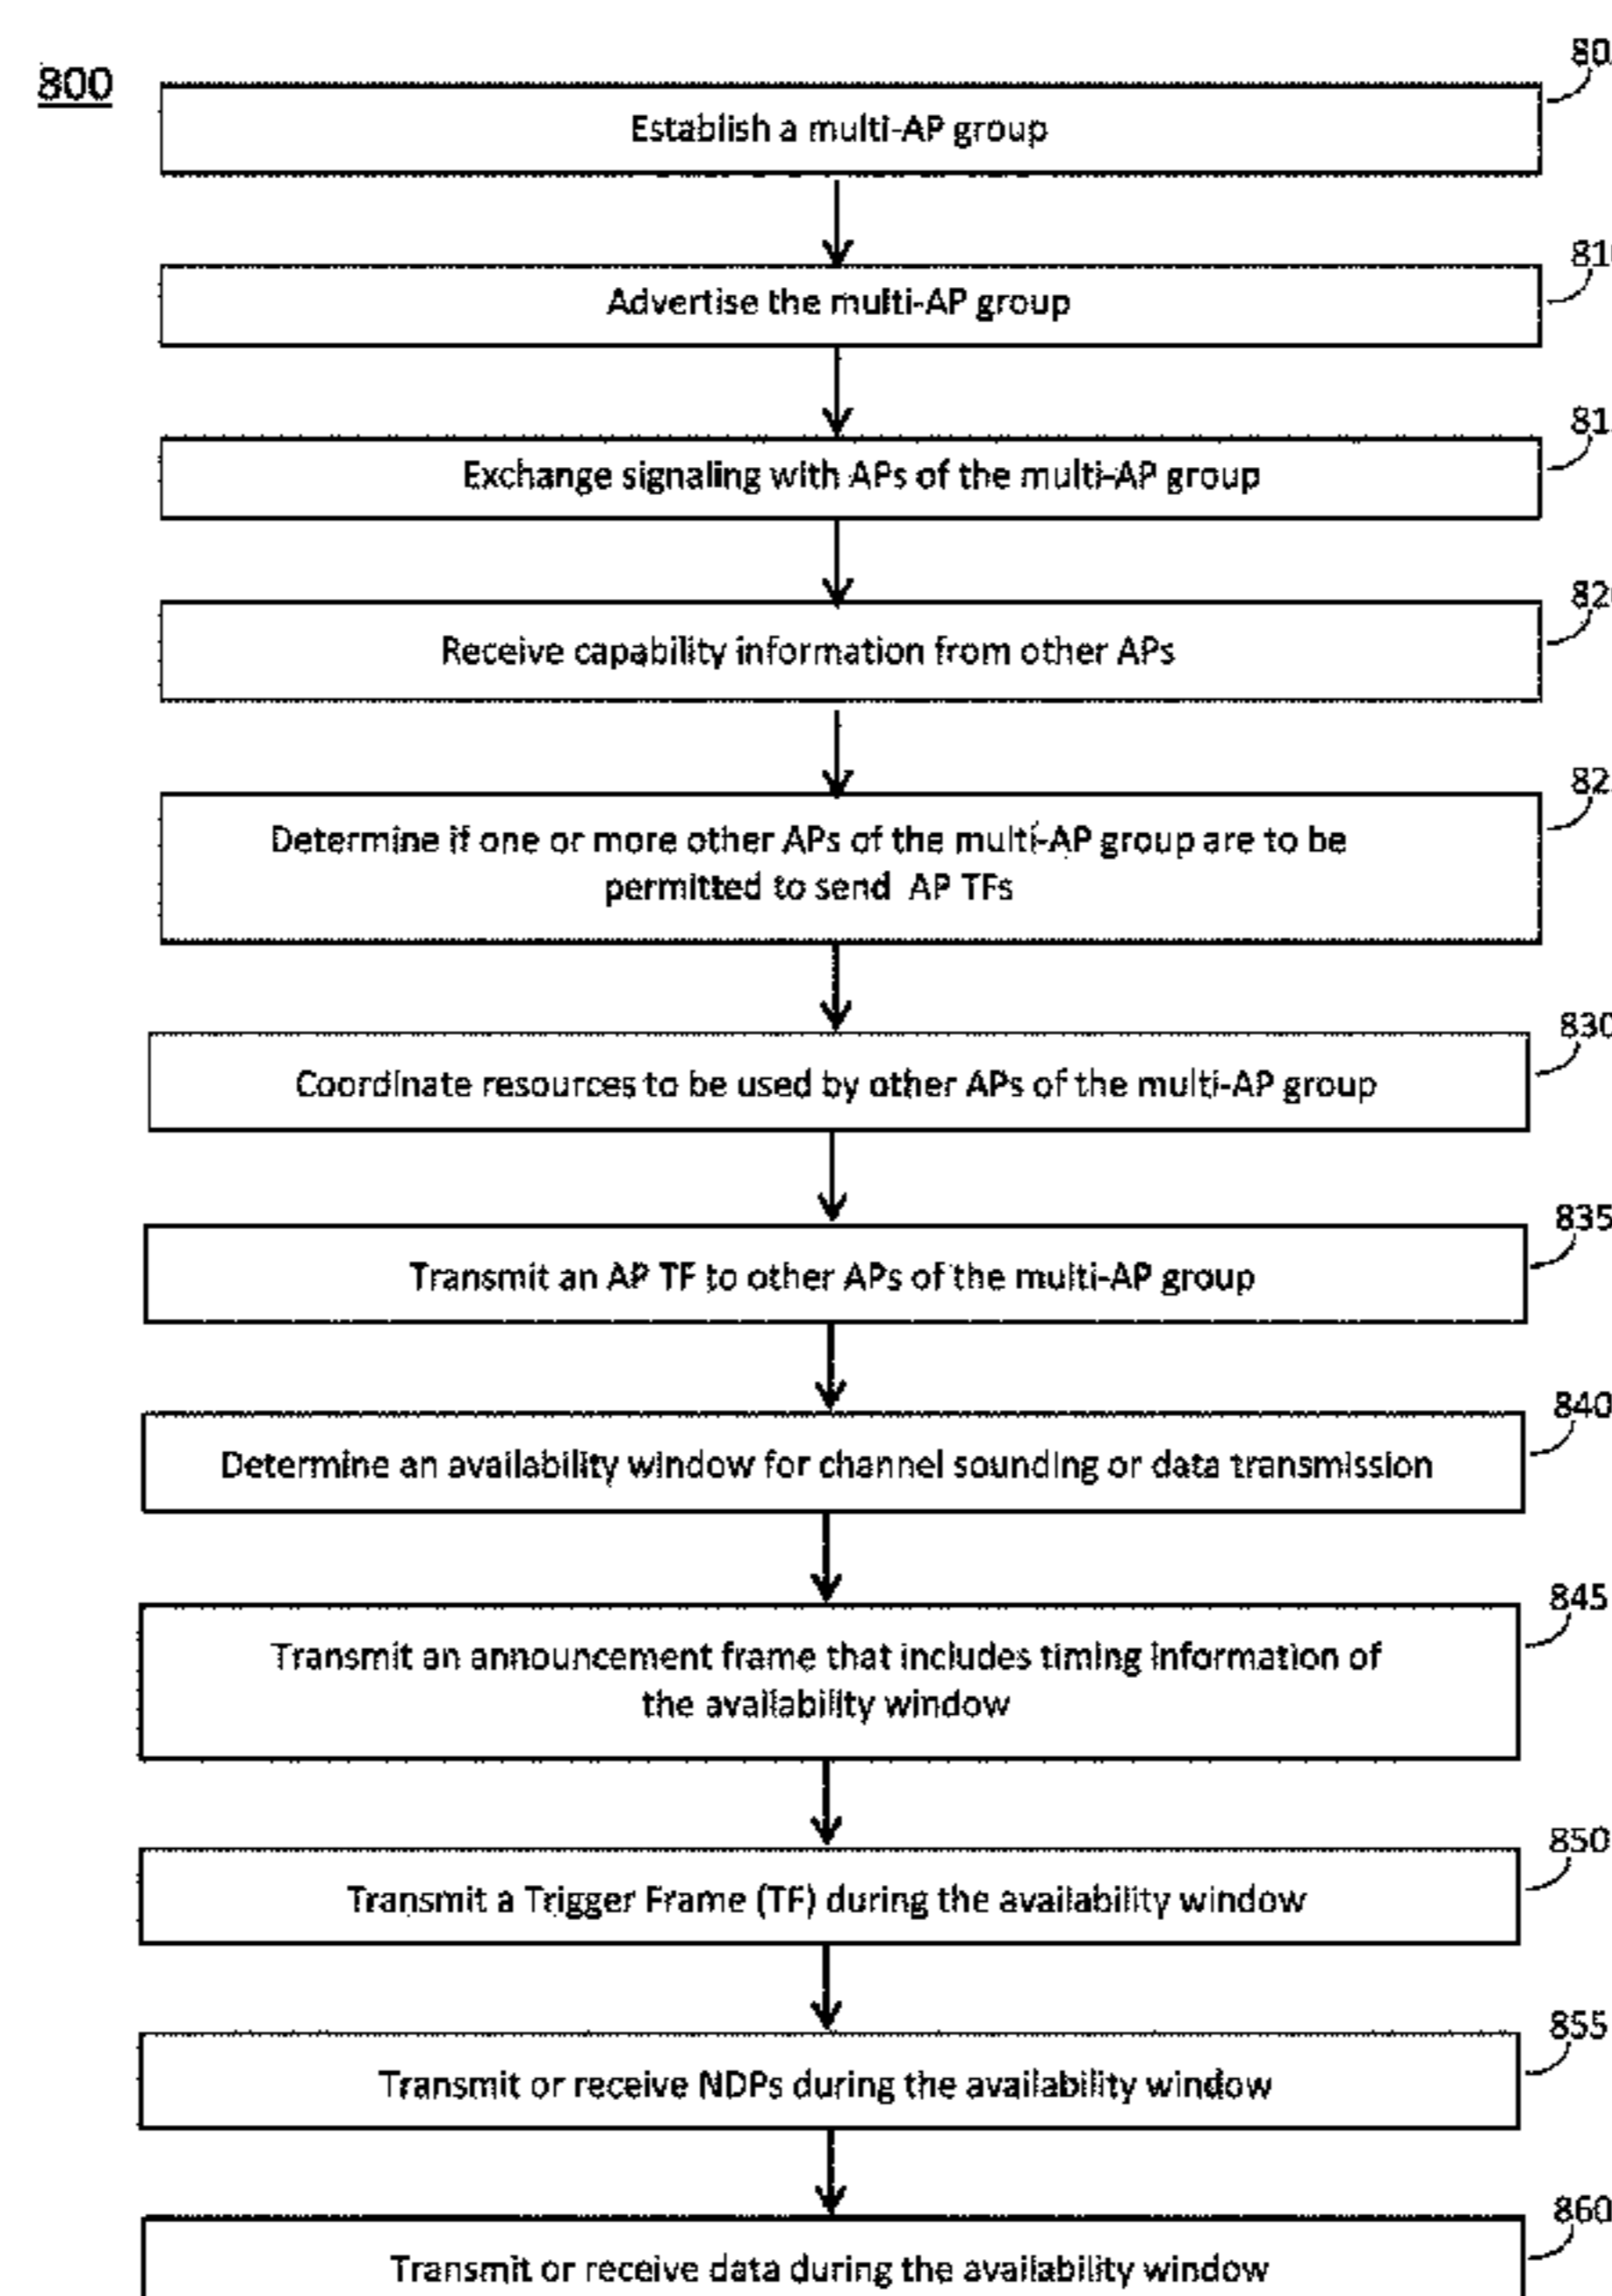 800
80
Establish a multi-AP group
810
Advertise the multi-AP group
81
Exchange signaling with APs of the multi-AP group
820
Receive capability information from other APs
82
Determine if one or more other APs of the multi-AP group are to be
permitted to send AP TFs
830
Coordinate resources to be used by other APs of the multi-AP group
835
Transmit an AP TF to other APs of the multi-AP group
840
Determine an availability window for channel sounding or data transmission
845
Transmit an announcement frame that includes timing information of
the availability window
850
Transmit a Trigger Frame (TF) during the availability window
855
Transmit or receive NDPs during the availability window
860
Transmit or receive data during the availability window